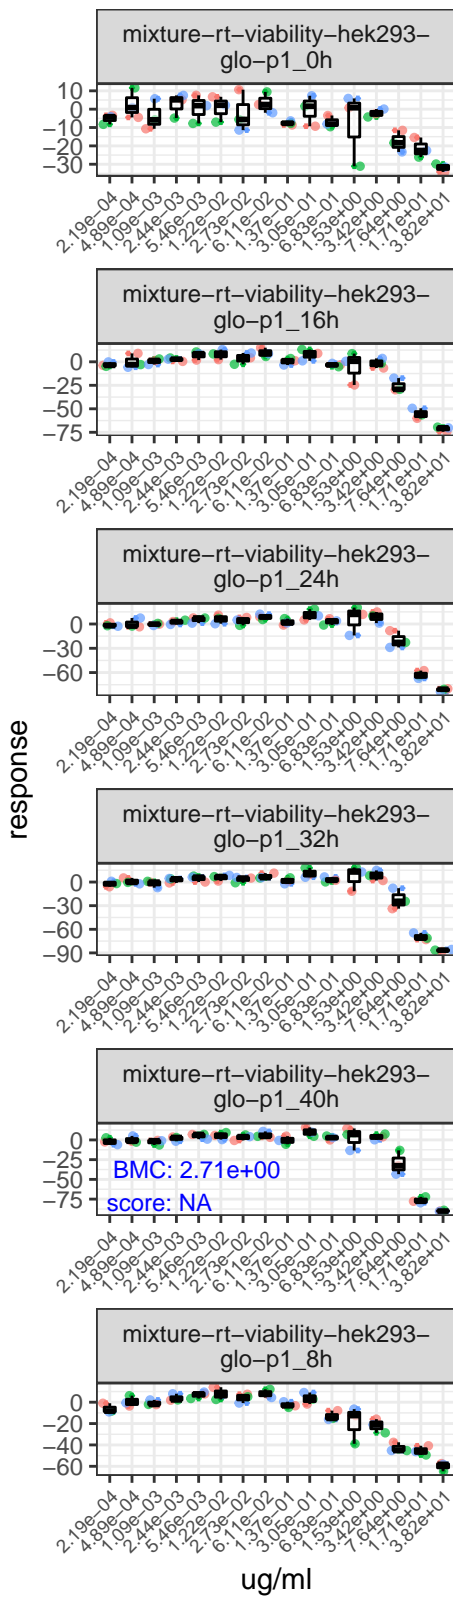 mixture−rt−viability−hek293−
glo−p1_0h
10
0
−10
−20
−30
2.19e−04
4.89e−04
1.09e−03
2.44e−03
5.46e−03
1.22e−02
2.73e−02
6.11e−02
1.37e−01
3.05e−01
6.83e−01
1.53e+00
3.42e+00
7.64e+00
1.71e+01
3.82e+01
mixture−rt−viability−hek293−
glo−p1_16h
0
−25
−50
−75
2.19e−04
4.89e−04
1.09e−03
2.44e−03
5.46e−03
1.22e−02
2.73e−02
6.11e−02
1.37e−01
3.05e−01
6.83e−01
1.53e+00
3.42e+00
7.64e+00
1.71e+01
3.82e+01
mixture−rt−viability−hek293−
glo−p1_24h
0
−30
−60
2.19e−04
4.89e−04
1.09e−03
2.44e−03
5.46e−03
1.22e−02
2.73e−02
6.11e−02
1.37e−01
3.05e−01
6.83e−01
1.53e+00
3.42e+00
7.64e+00
1.71e+01
3.82e+01
response
mixture−rt−viability−hek293−
glo−p1_32h
0
−30
−60
−90
2.19e−04
4.89e−04
1.09e−03
2.44e−03
5.46e−03
1.22e−02
2.73e−02
6.11e−02
1.37e−01
3.05e−01
6.83e−01
1.53e+00
3.42e+00
7.64e+00
1.71e+01
3.82e+01
mixture−rt−viability−hek293−
glo−p1_40h
0
−25
−50
−75
BMC: 2.71e+00
score: NA
2.19e−04
4.89e−04
1.09e−03
2.44e−03
5.46e−03
1.22e−02
2.73e−02
6.11e−02
1.37e−01
3.05e−01
6.83e−01
1.53e+00
3.42e+00
7.64e+00
1.71e+01
3.82e+01
mixture−rt−viability−hek293−
glo−p1_8h
0
−20
−40
−60
2.19e−04
4.89e−04
1.09e−03
2.44e−03
5.46e−03
1.22e−02
2.73e−02
6.11e−02
1.37e−01
3.05e−01
6.83e−01
1.53e+00
3.42e+00
7.64e+00
1.71e+01
3.82e+01
ug/ml